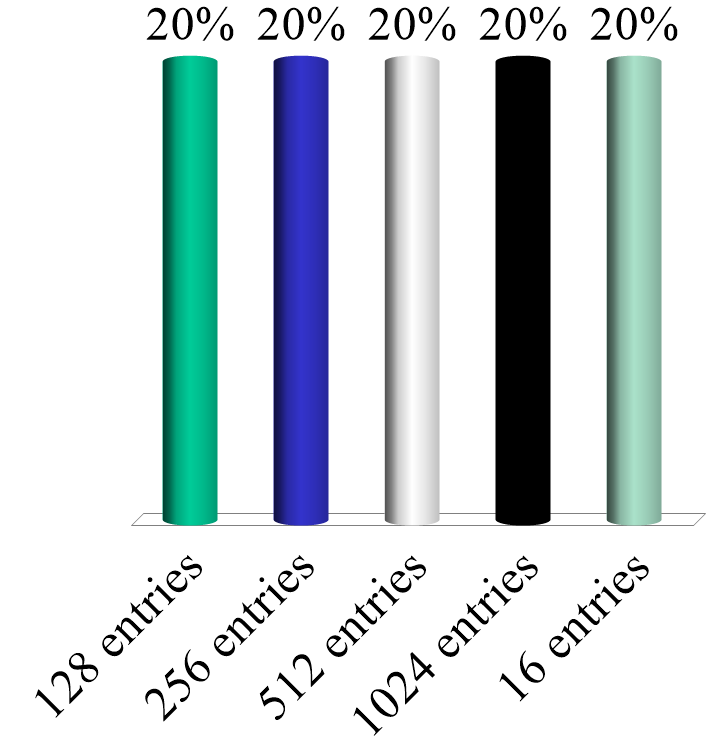 20% 20% 20% 20% 20%
128 entries
256 entries
512 entries
1024 entries
16 entries